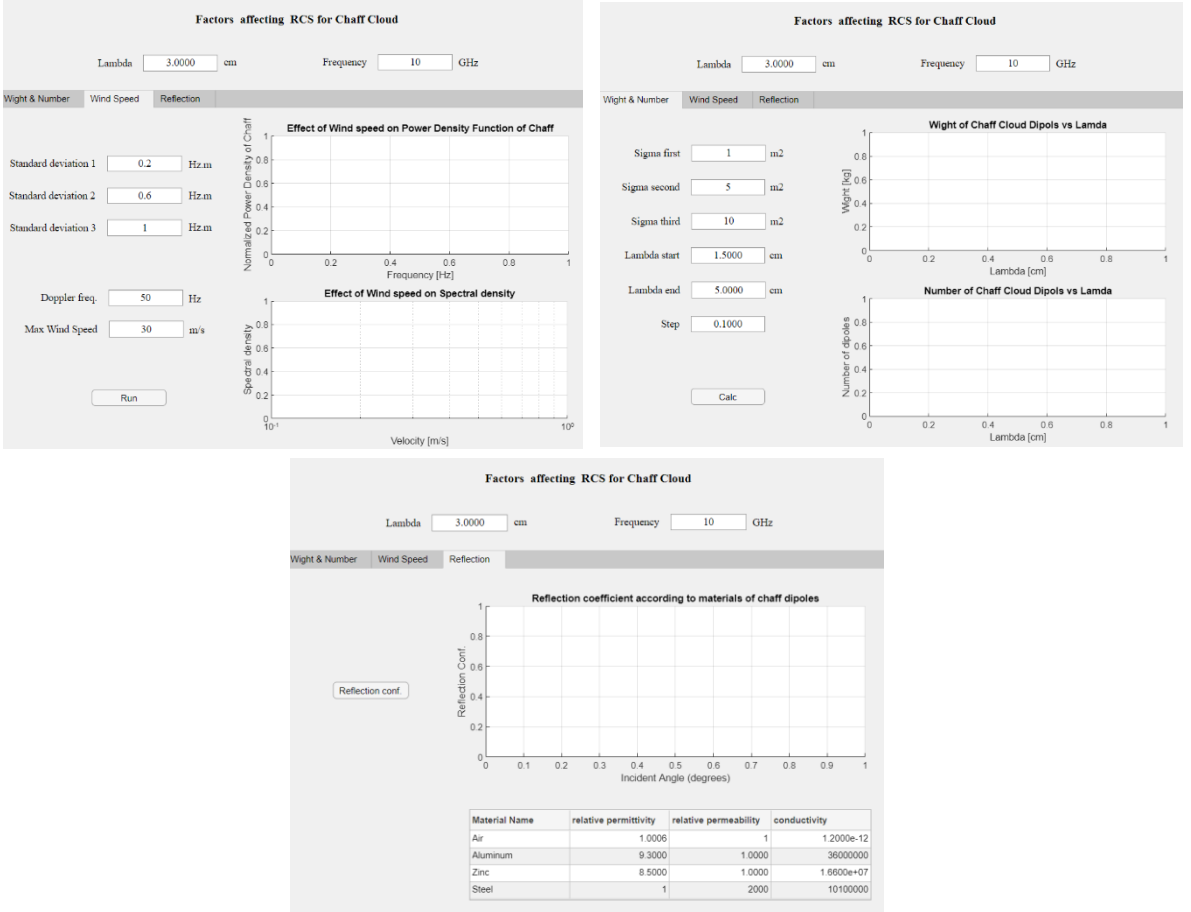 Factors affecting RCS for Chaff Cloud
Lambda 3.0000 cm Frequency 10 GHz
Wight & Number Wind Speed Reflection
Effect of Wind speed on Power Density Function of Chaff
Standard deviation 1 0.2 Hz.m
Standard deviation 2 0.6 Hz.m
Standard deviation 3 1 Hz.m
Normalized Power Density of Chaff
1
0.8
0.6
0.4
0.2
0
0 0.2 0.4 0.6 0.8 1
Frequency [Hz]
Doppler freq. 50 Hz
Max Wind Speed 30 m/s
Run
Effect of Wind speed on Spectral density
Spectral density
1
0.8
0.6
0.4
0.2
0
10-1 100
Velocity [m/s]
Factors affecting RCS for Chaff Cloud
Lambda 3.0000 cm Frequency 10 GHz
Wight & Number Wind Speed Reflection
Sigma first 1 m2
Sigma second 5 m2
Sigma third 10 m2
Lambda start 1.5000 cm
Lambda end 5.0000 cm
Step 0.1000
Calc
Wight of Chaff Cloud Dipols vs Lamda
Wight [kg]
1
0.8
0.6
0.4
0.2
0
0 0.2 0.4 0.6 0.8 1
Lambda [cm]
Number of Chaff Cloud Dipols vs Lamda
Number of dipoles
1
0.8
0.6
0.4
0.2
0
0 0.2 0.4 0.6 0.8 1
Lambda [cm]
Factors affecting RCS for Chaff Cloud
Lambda 3.0000 cm Frequency 10 GHz
Wight & Number Wind Speed Reflection
Reflection conf.
Reflection coefficient according to materials of chaff dipoles
Reflection Conf.
1
0.8
0.6
0.4
0.2
0
0 0.1 0.2 0.3 0.4 0.5 0.6 0.7 0.8 0.9 1
Incident Angle (degrees)
Material Name relative permittivity relative permeability conductivity
Air 1.0006 1 1.2000e-12
Aluminum 9.3000 1.0000 36000000
Zinc 8.5000 1.0000 1.6600e+07
Steel 1 2000 10100000